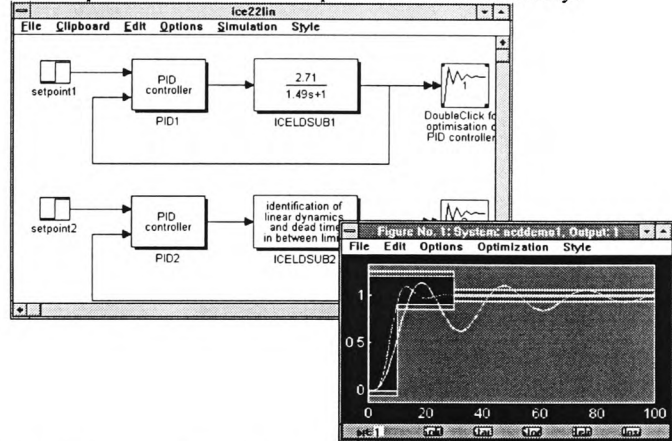 ice22lin
File Clipboard Edit Options Simulation Style
setpoint1
PID
controller
PID1
2.71
1.49s+1
ICELDSUB1
1
DoubleClick fo
optimisation o
PID controller
setpoint2
PID
controller
PID2
identification of
linear dynamics
and dead time
in between limi
ICELDSUB2
Figure No. 1: System: ncddemo1, Output: 1
File Edit Options Optimization Style
1
0.5
0
0 20 40 60 80 100